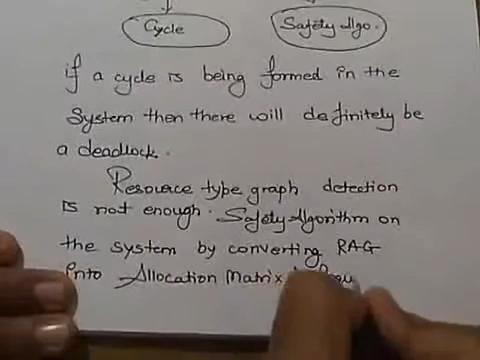 Cycle
Safety Algo.
if a cycle is being formed in the
System then there will definitely be
a deadlock.
Resource type graph detection
is not enough. Safety Algorithm on
the system by converting RAG
into Allocation Matrix